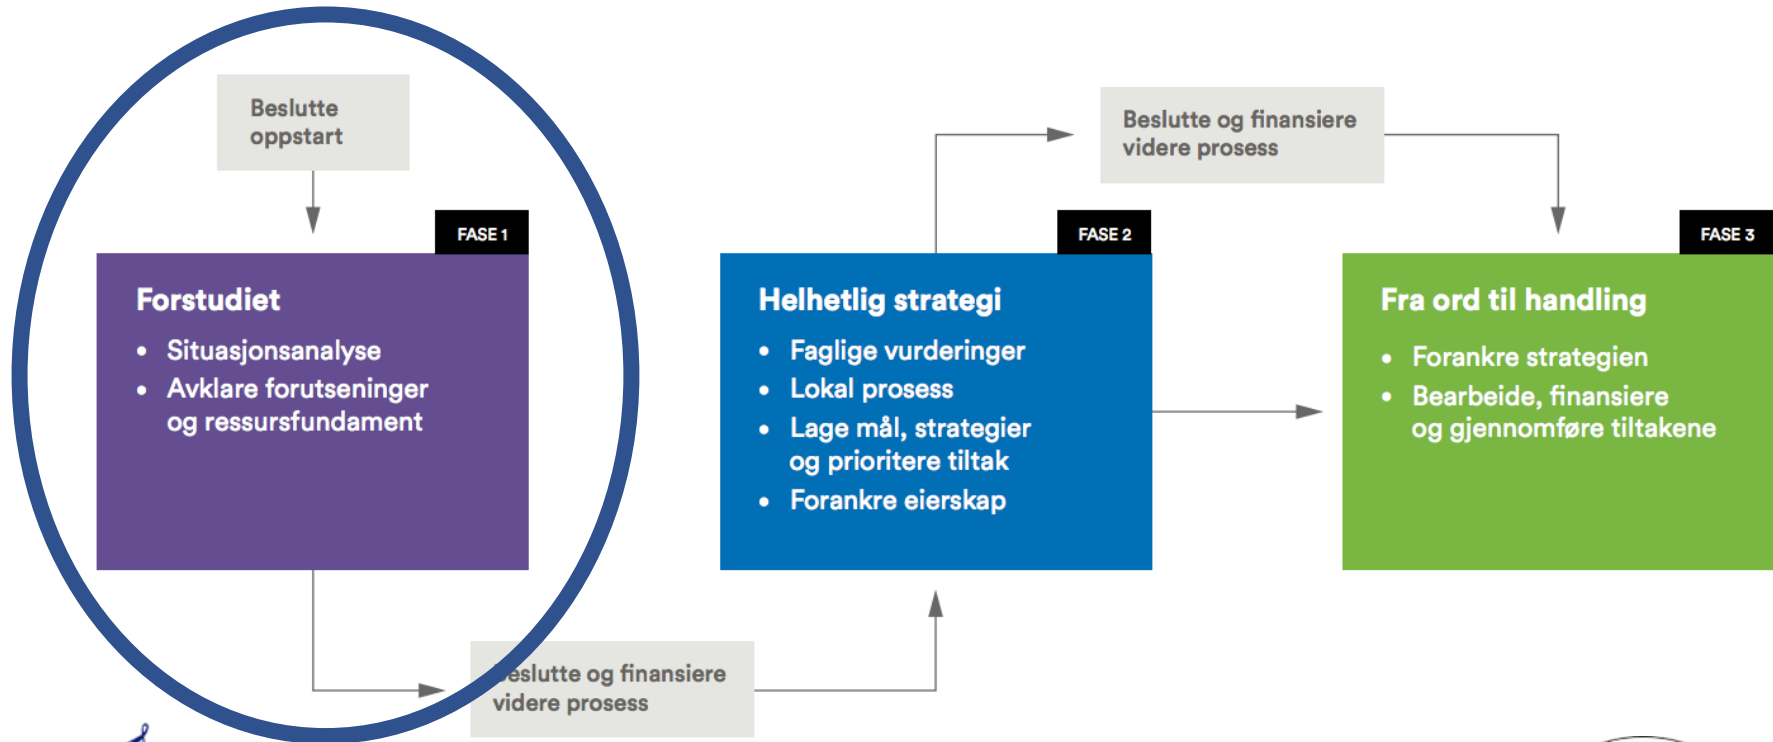 Beslutte
oppstart
FASE 1
Forstudiet
• Situasjonsanalyse
• Avklare forutseninger
og ressursfundament
Beslutte og finansiere
videre prosess
FASE 2
Helhetlig strategi
• Faglige vurderinger
• Lokal prosess
• Lage mål, strategier
og prioritere tiltak
• Forankre eierskap
Beslutte og finansiere
videre prosess
FASE 3
Fra ord til handling
• Forankre strategien
• Bearbeide, finansiere
og gjennomføre tiltakene